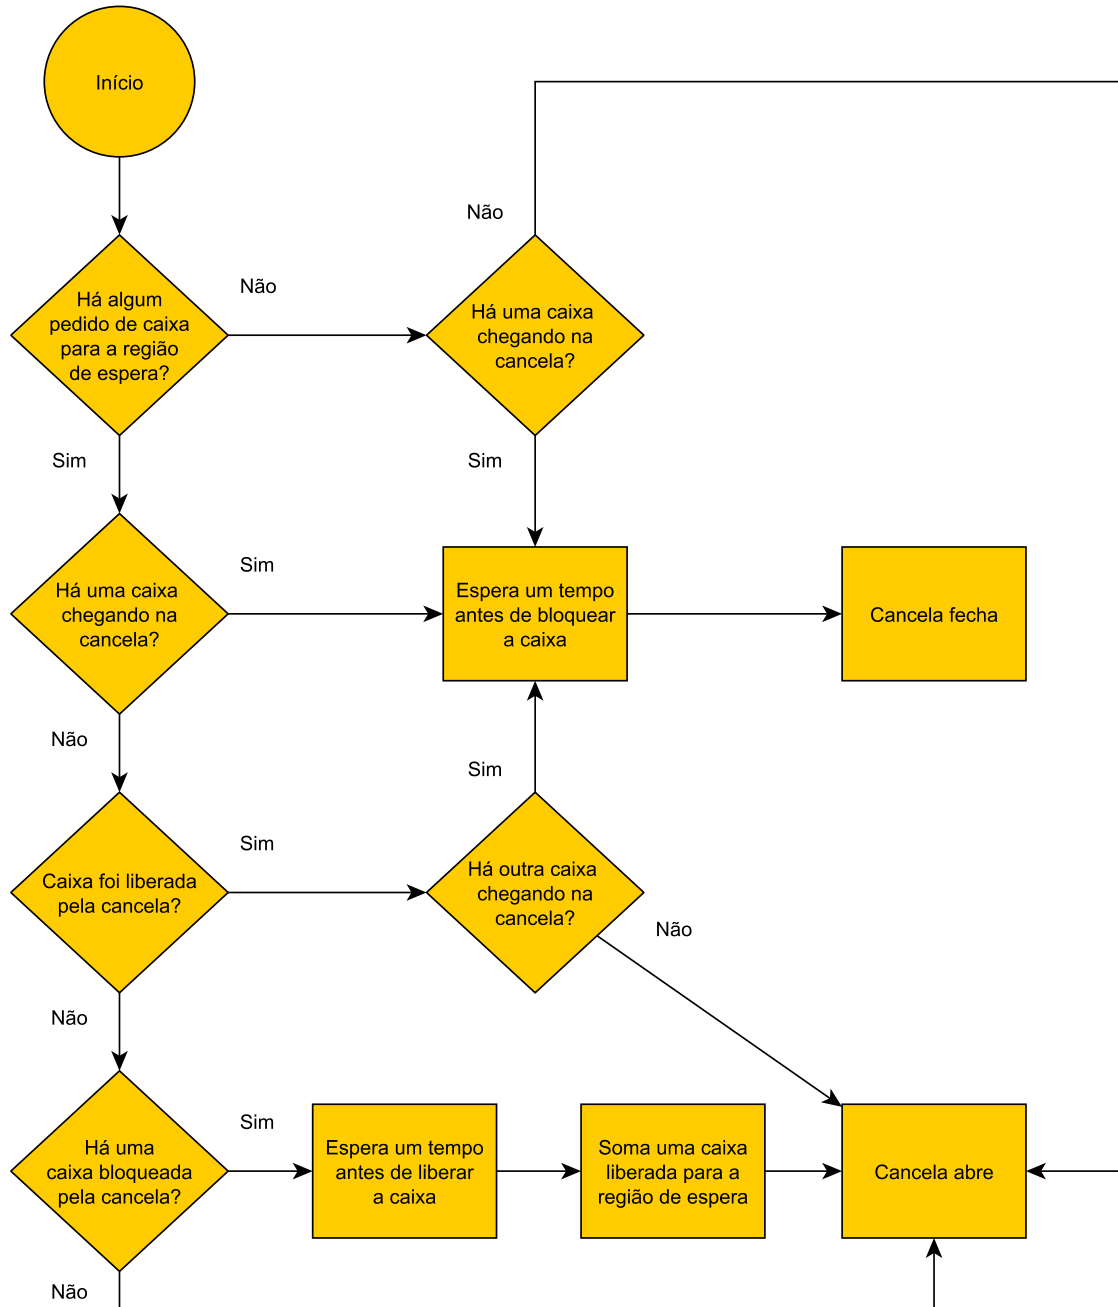 Início
Não
Há algum
pedido de caixa
para a região
de espera?
Não
Há uma caixa
chegando na
cancela?
Sim
Sim
Há uma caixa
chegando na
cancela?
Sim
Espera um tempo
antes de bloquear
a caixa
Cancela fecha
Não
Sim
Caixa foi liberada
pela cancela?
Sim
Há outra caixa
chegando na
cancela?
Não
Não
Há uma
caixa bloqueada
pela cancela?
Sim
Espera um tempo
antes de liberar
a caixa
Soma uma caixa
liberada para a
região de espera
Cancela abre
Não